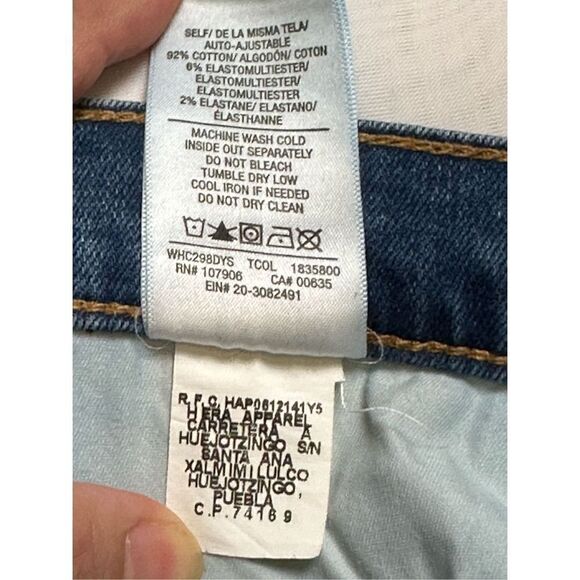 SELF/ DE LA MISMA TELA/
AUTO-AJUSTABLE
92% COTTON/ ALGODÓN/ COTON
6% ELASTOMULTIESTER/
ELASTOMULTIESTER/
ELASTOMULTIESTER
2% ELASTANE/ ELASTANO/
ÉLASTHANNE
MACHINE WASH COLD
INSIDE OUT SEPARATELY
DO NOT BLEACH
TUMBLE DRY LOW
COOL IRON IF NEEDED
DO NOT DRY CLEAN
WHC298DYS TCOL 1835800
RN# 107906 CA# 00635
EIN# 20-3082491
R.F.C. HAP0612141Y5
HERA APPAREL
CARRETERA A
HUEJOTZINGO S/N
SANTA ANA
XALMIMILULCO
HUEJOTZINGO,
PUEBLA
C.P. 74169